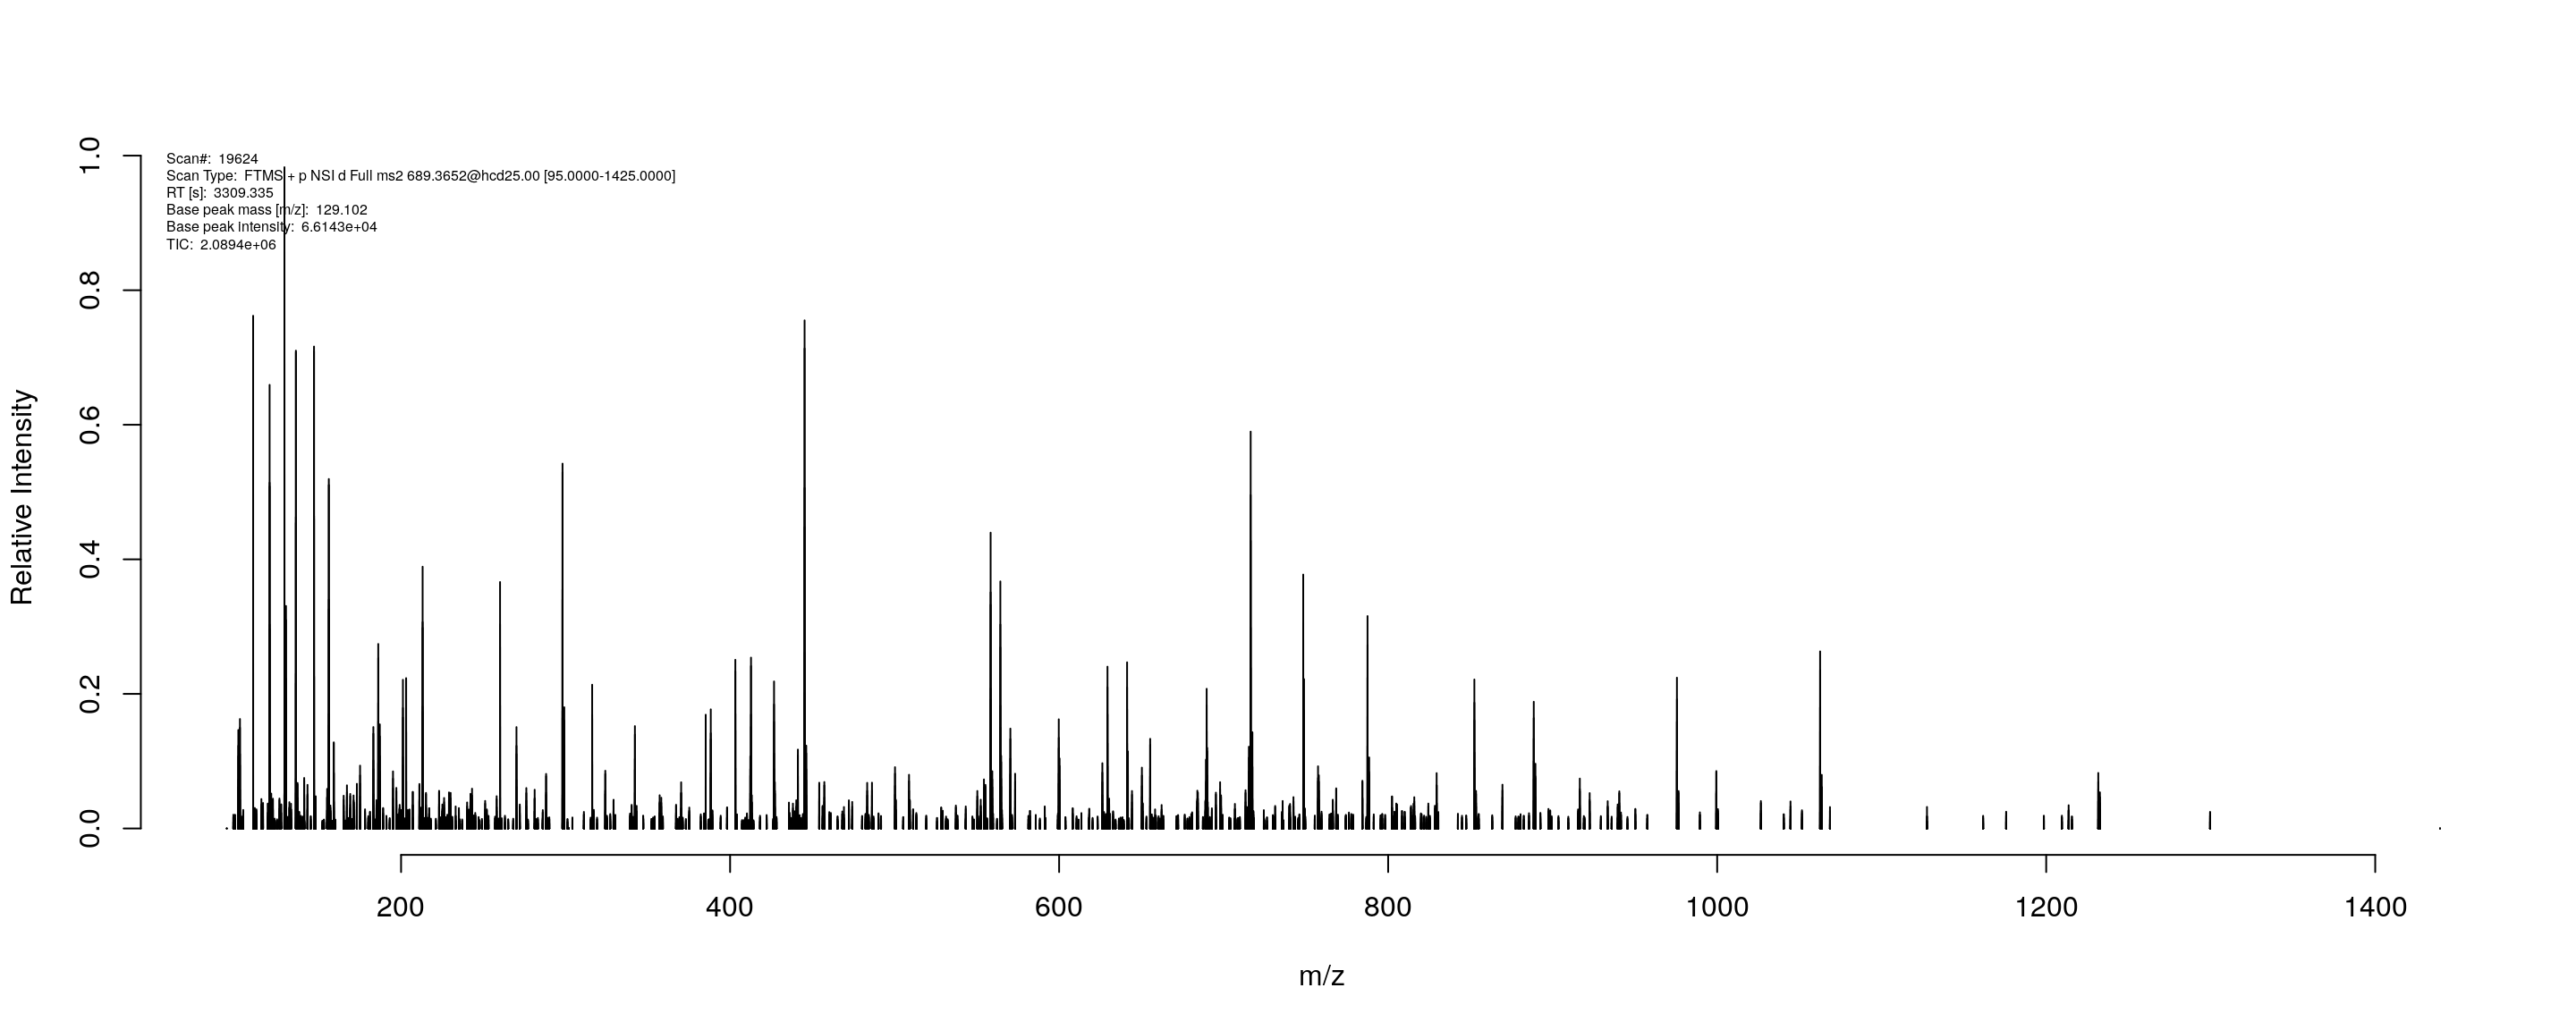 Scan#: 19624
Scan Type: FTMS + p NSI d Full ms2 689.3652@hcd25.00 [95.0000-1425.0000]
RT [s]: 3309.335
Base peak mass [m/z]: 129.102
Base peak intensity: 6.6143e+04
TIC: 2.0894e+06
Relative Intensity
1.0
0.8
0.6
0.4
0.2
0.0
200 400 600 800 1000 1200 1400
m/z